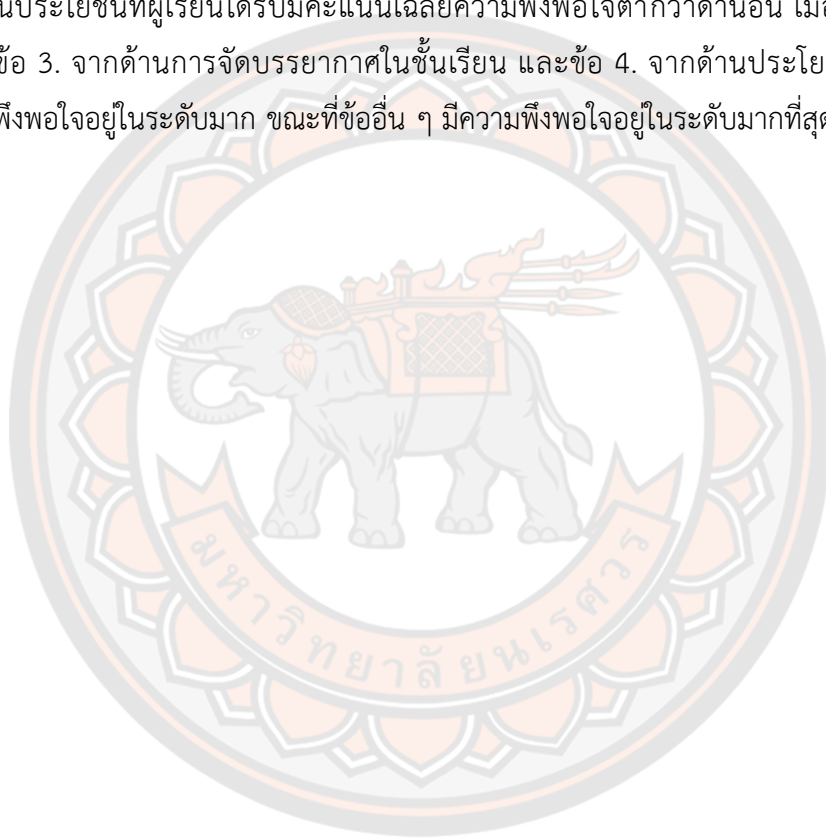 นประโยชน์ที่ผู้เรียนได้รับมีคะแนนเฉลี่ยความพึงพอใจต่ำกว่าด้านอื่น
ข้อ 3. จากด้านการจัดบรรยากาศในชั้นเรียน และข้อ 4. จากด้านประโย
พึงพอใจอยู่ในระดับมาก ขณะที่ข้ออื่น ๆ มีความพึงพอใจอยู่ในระดับมากที่สุด
มหาวิทยาลัยนเรศวร